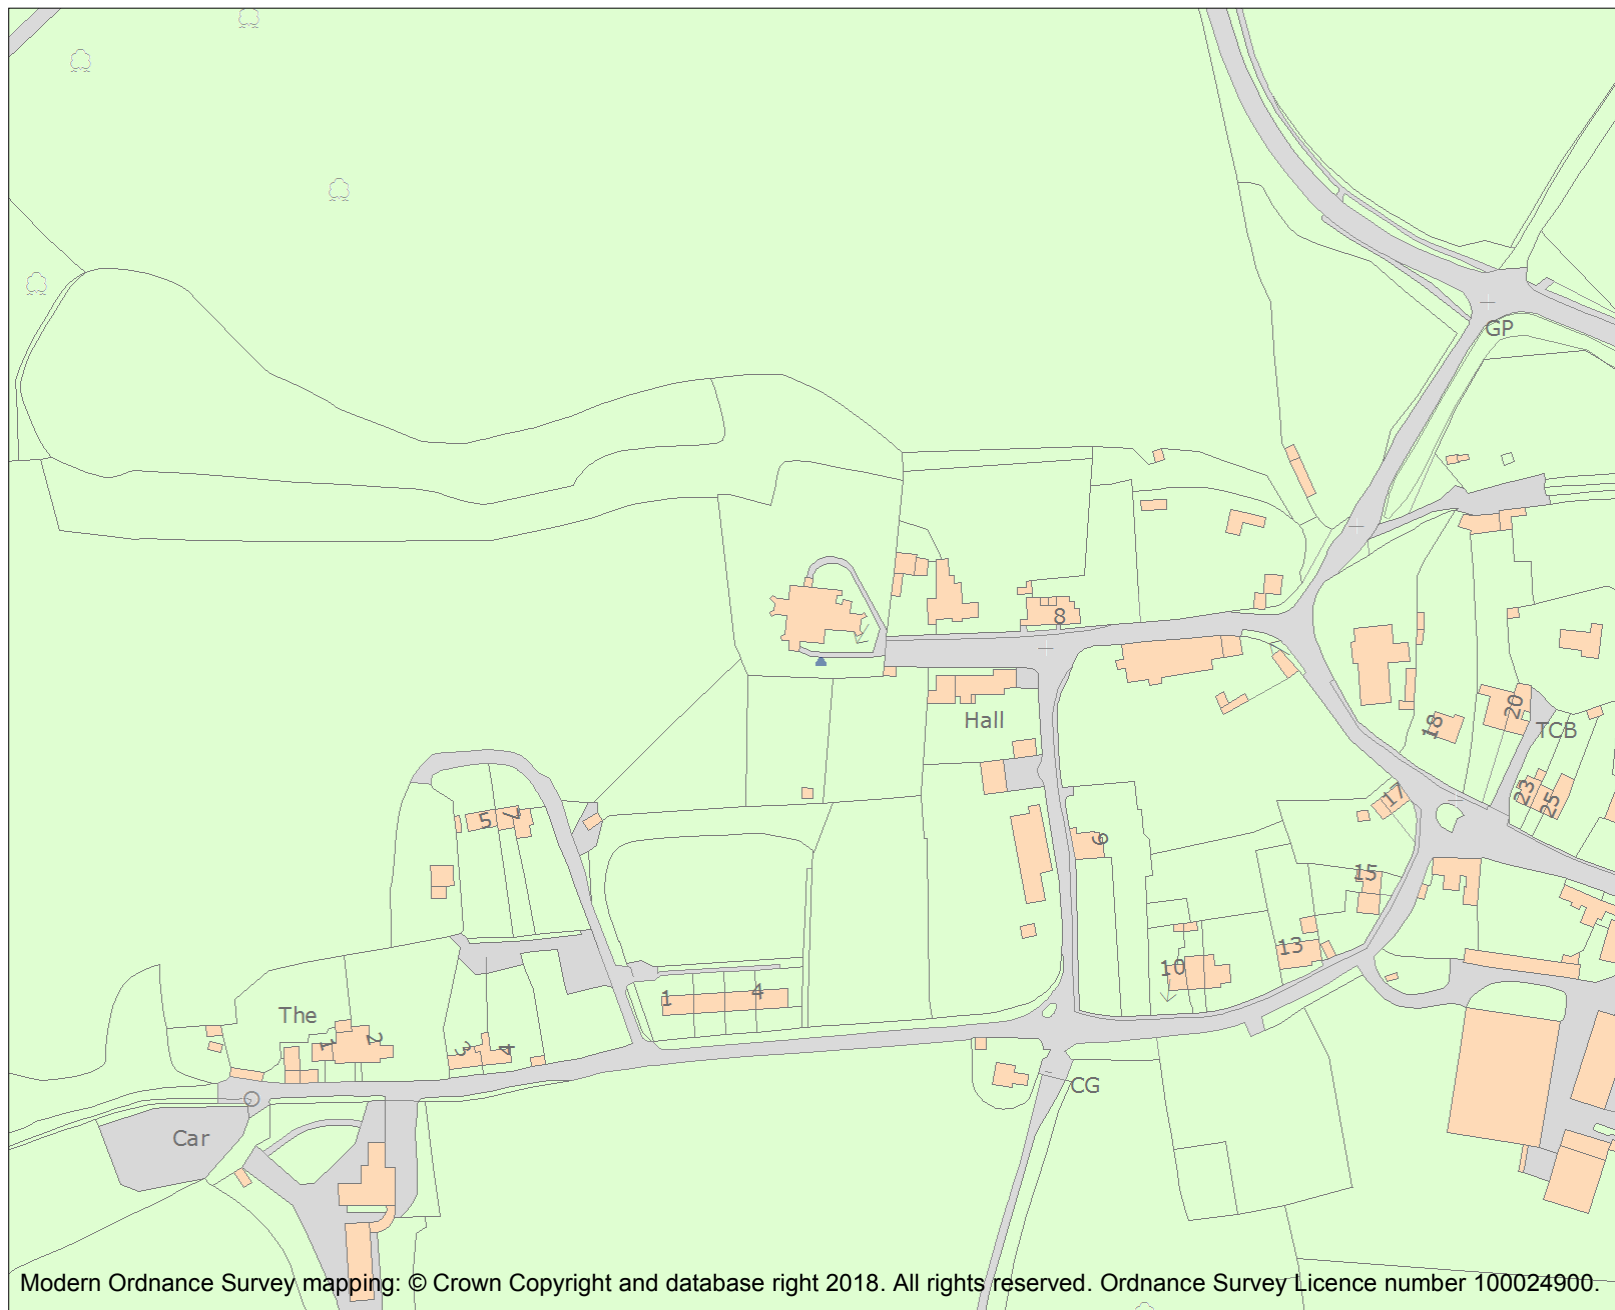 GP
8
Hall
20
18
TCB
23
25
17
5
7
6
15
13
10
1
4
The
1
2
3
4
CG
Car
Modern Ordnance Survey mapping: © Crown Copyright and database right 2018. All rights reserved. Ordnance Survey Licence number 100024900.